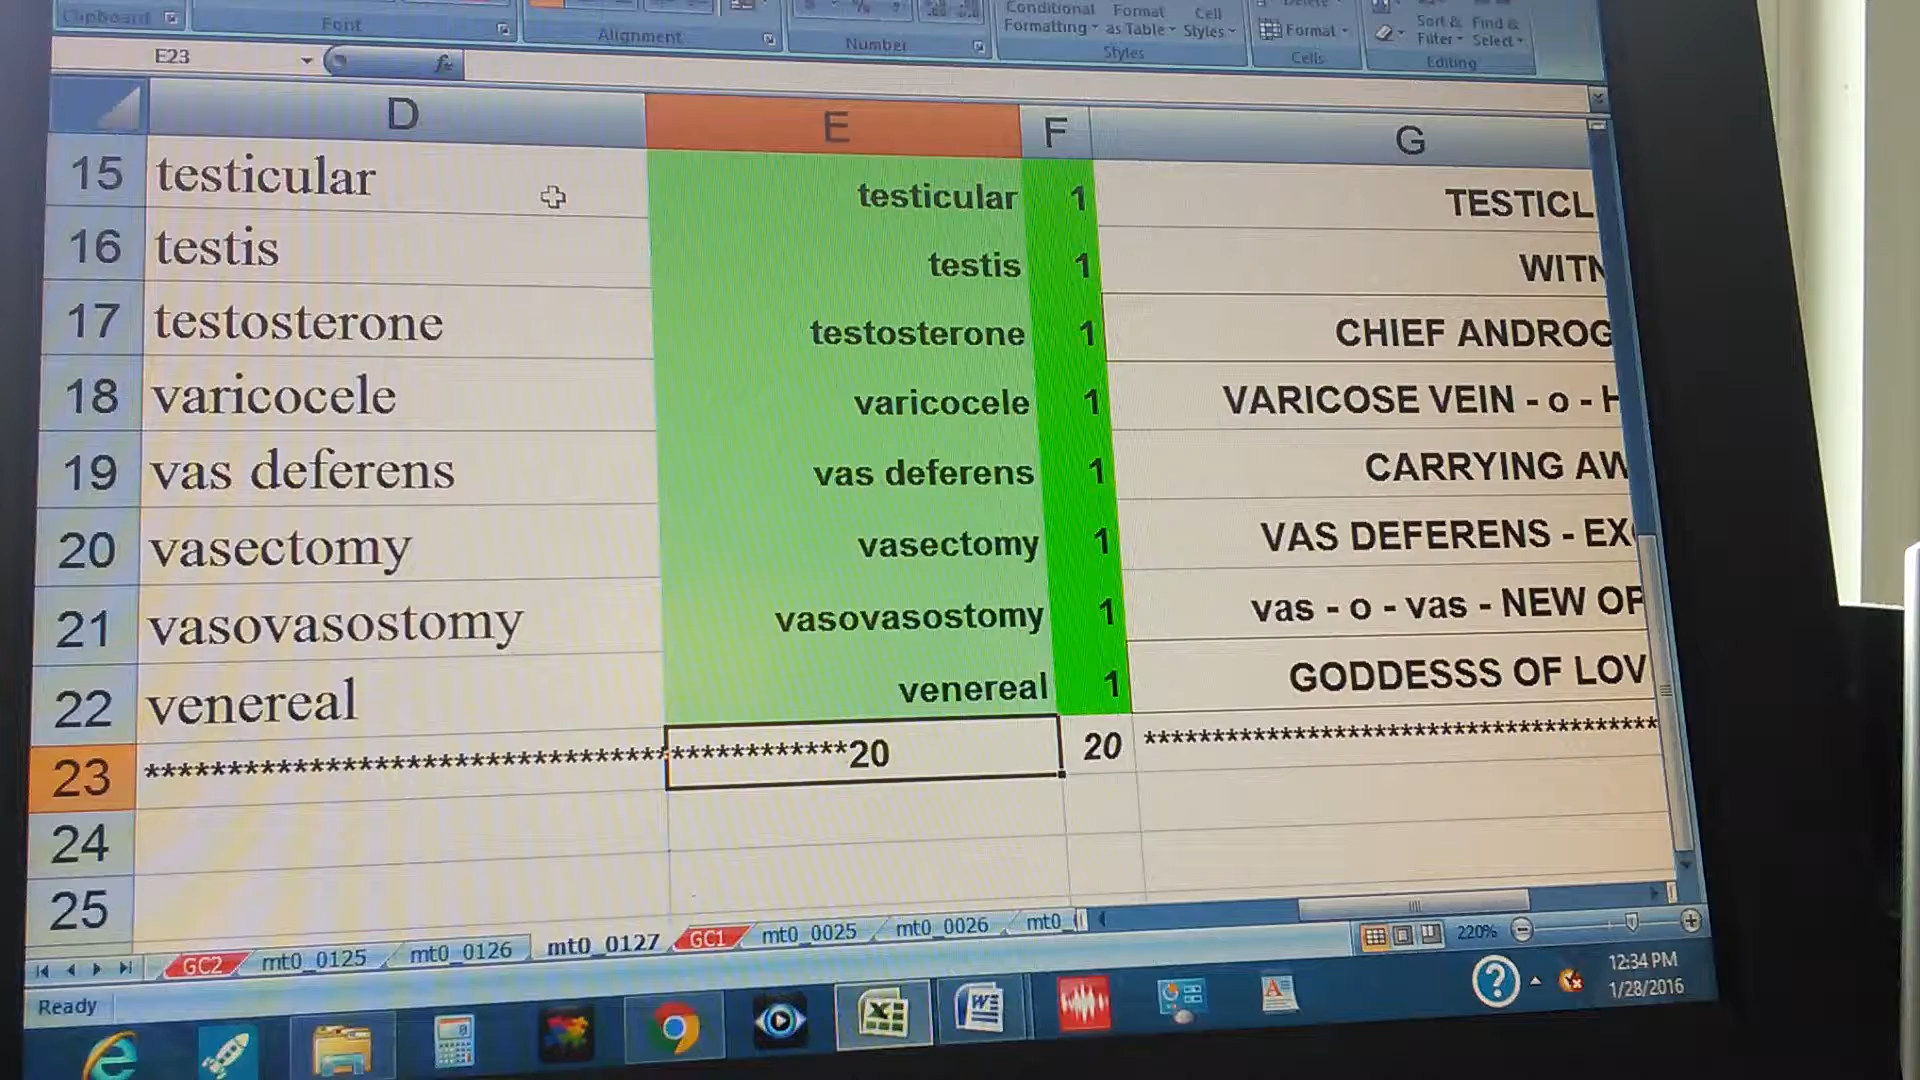 Clipboard Font Alignment Number Styles Cells Editing
Conditional Formatting Format as Table Cell Styles
Format
Sort & Filter Find & Select
E23 fx
D E F G
15 testicular testicular 1 TESTICL
16 testis testis 1 WITN
17 testosterone testosterone 1 CHIEF ANDROG
18 varicocele varicocele 1 VARICOSE VEIN - o - H
19 vas deferens vas deferens 1 CARRYING AW
20 vasectomy vasectomy 1 VAS DEFERENS - EX
21 vasovasostomy vasovasostomy 1 vas - o - vas - NEW OP
22 venereal venereal 1 GODDESSS OF LOV
23 **********************************************20 20 **************************************
24
25
GC2 mt0_0125 mt0_0126 mt0_0127 GC1 mt0_0025 mt0_0026 mt0_
Ready 220%
12:34 PM
1/28/2016